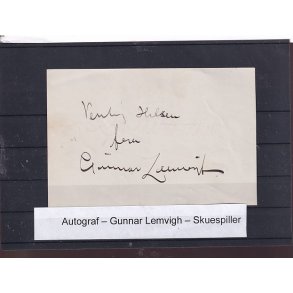 Venlig Hilsen
fra
Gunnar Lemvigh
Autograf – Gunnar Lemvigh – Skuespiller